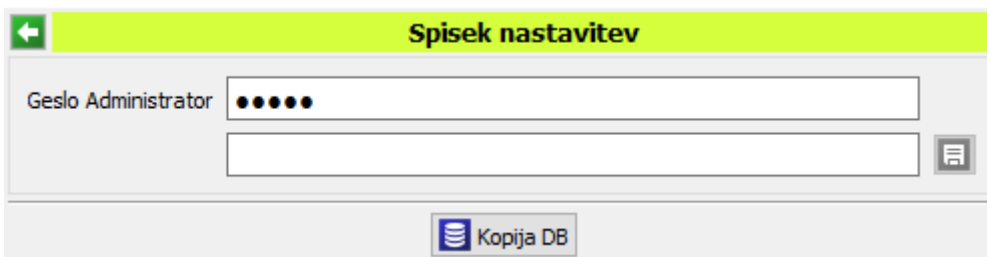 Spisek nastavitev
Geslo Administrator ●●●●●
Kopija DB